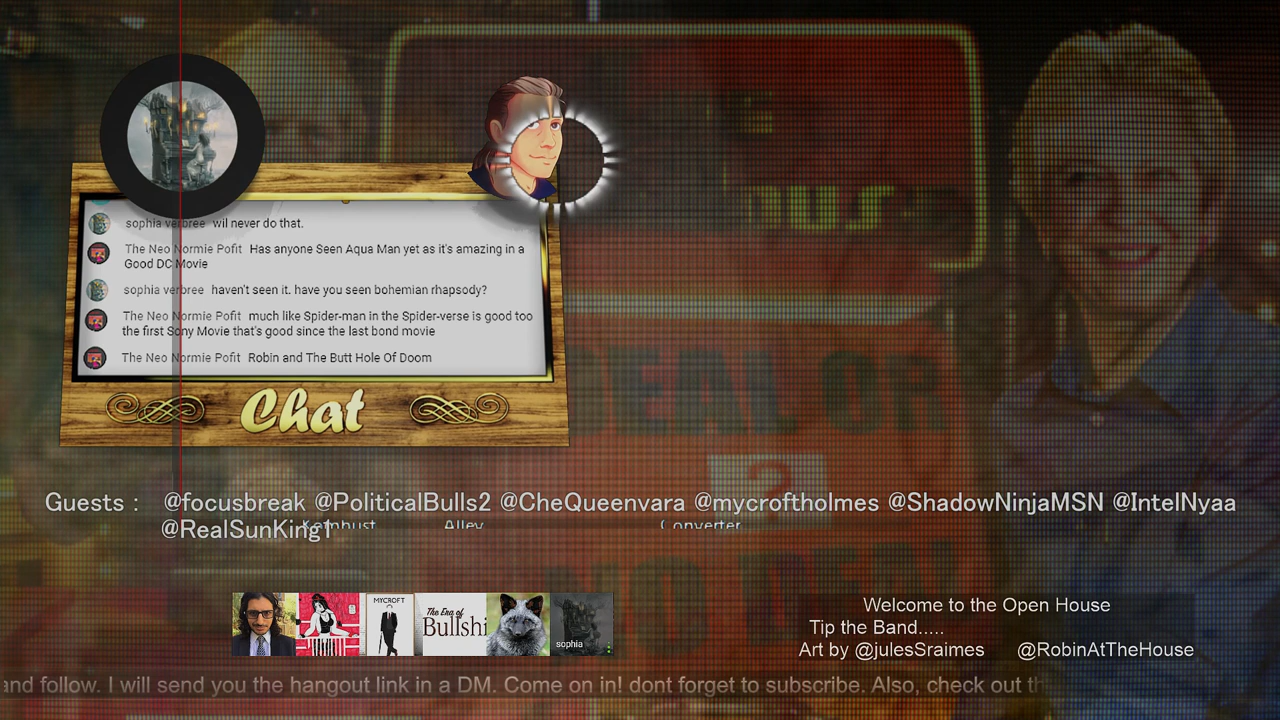 sophia verbree wil never do that.
The Neo Normie Pofit Has anyone Seen Aqua Man yet as it's amazing in a
Good DC Movie
sophia verbree haven't seen it. have you seen bohemian rhapsody?
The Neo Normie Pofit much like Spider-man in the Spider-verse is good too
the first Sony Movie that's good since the last bond movie
The Neo Normie Pofit Robin and The Butt Hole Of Doom
Chat
DEAL OR
?
NO DEAL
Guests : @focusbreak @PoliticalBulls2 @CheQueenvara @mycroftholmes @ShadowNinjaMSN @IntelNyaa
@RealSunKing1
Alley
Converter
MYCROFT
The Era of
Bullshi
sophia
Welcome to the Open House
Tip the Band.....
Art by @julesSraimes @RobinAtTheHouse
and follow. I will send you the hangout link in a DM. Come on in! dont forget to subscribe. Also, check out th